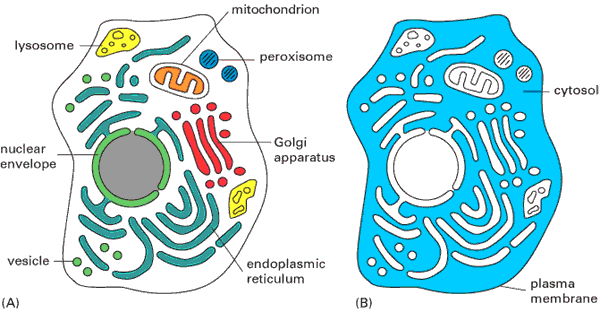 mitochondrion
lysosome
peroxisome
cytosol
nuclear
envelope
Golgi
apparatus
vesicle
endoplasmic
reticulum
plasma
membrane
(A)
(B)